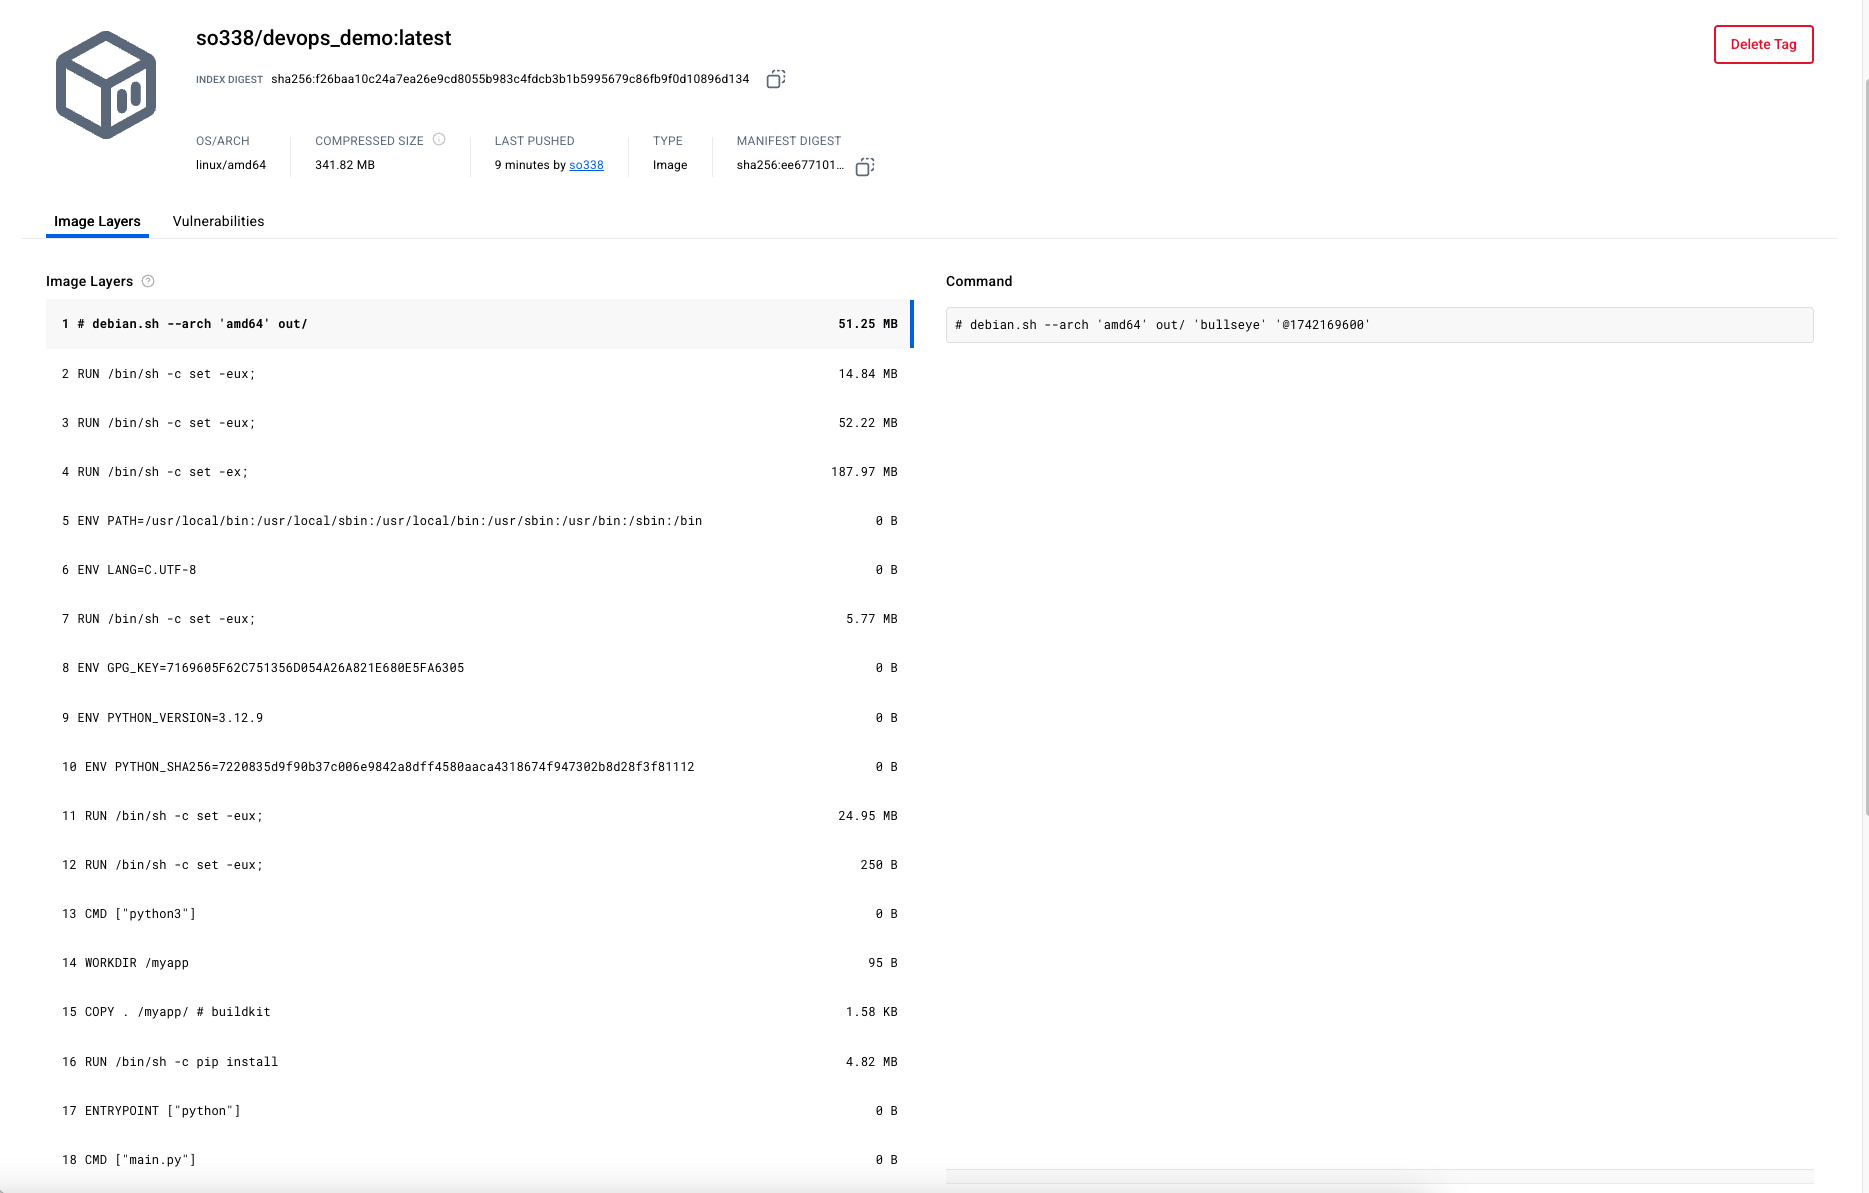 so338/devops_demo:latest
Delete Tag
INDEX DIGEST sha256:f26baa10c24a7ea26e9cd8055b983c4fdcb3b1b5995679c86fb9f0d10896d134
OS/ARCH COMPRESSED SIZE LAST PUSHED TYPE MANIFEST DIGEST
linux/amd64 341.82 MB 9 minutes by so338 Image sha256:ee677101...
Image Layers Vulnerabilities
Image Layers
1 # debian.sh --arch 'amd64' out/ 51.25 MB
2 RUN /bin/sh -c set -eux; 14.84 MB
3 RUN /bin/sh -c set -eux; 52.22 MB
4 RUN /bin/sh -c set -ex; 187.97 MB
5 ENV PATH=/usr/local/bin:/usr/local/sbin:/usr/local/bin:/usr/sbin:/usr/bin:/sbin:/bin 0 B
6 ENV LANG=C.UTF-8 0 B
7 RUN /bin/sh -c set -eux; 5.77 MB
8 ENV GPG_KEY=7169605F62C751356D054A26A821E680E5FA6305 0 B
9 ENV PYTHON_VERSION=3.12.9 0 B
10 ENV PYTHON_SHA256=7220835d9f90b37c006e9842a8dff4580aaca4318674f947302b8d28f3f81112 0 B
11 RUN /bin/sh -c set -eux; 24.95 MB
12 RUN /bin/sh -c set -eux; 250 B
13 CMD ["python3"] 0 B
14 WORKDIR /myapp 95 B
15 COPY . /myapp/ # buildkit 1.58 KB
16 RUN /bin/sh -c pip install 4.82 MB
17 ENTRYPOINT ["python"] 0 B
18 CMD ["main.py"] 0 B
Command
# debian.sh --arch 'amd64' out/ 'bullseye' '@1742169600'